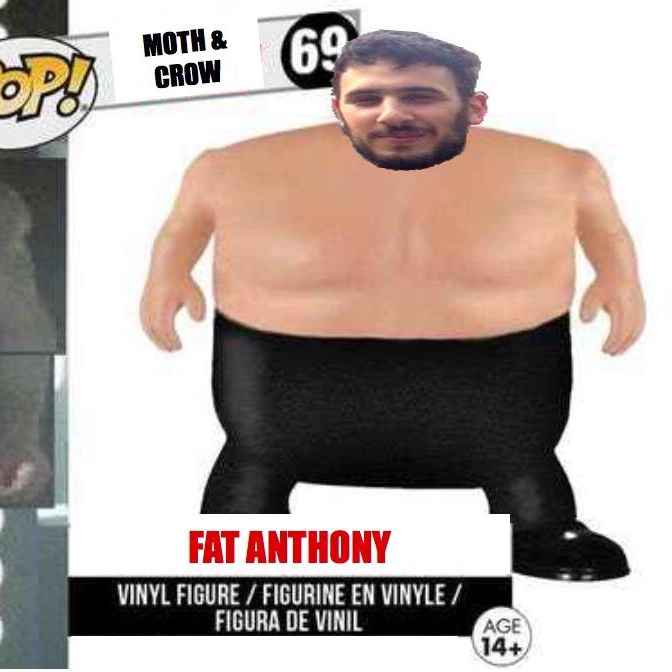 OP!
MOTH &
CROW
69
FAT ANTHONY
VINYL FIGURE / FIGURINE EN VINYLE /
FIGURA DE VINIL
AGE
14+